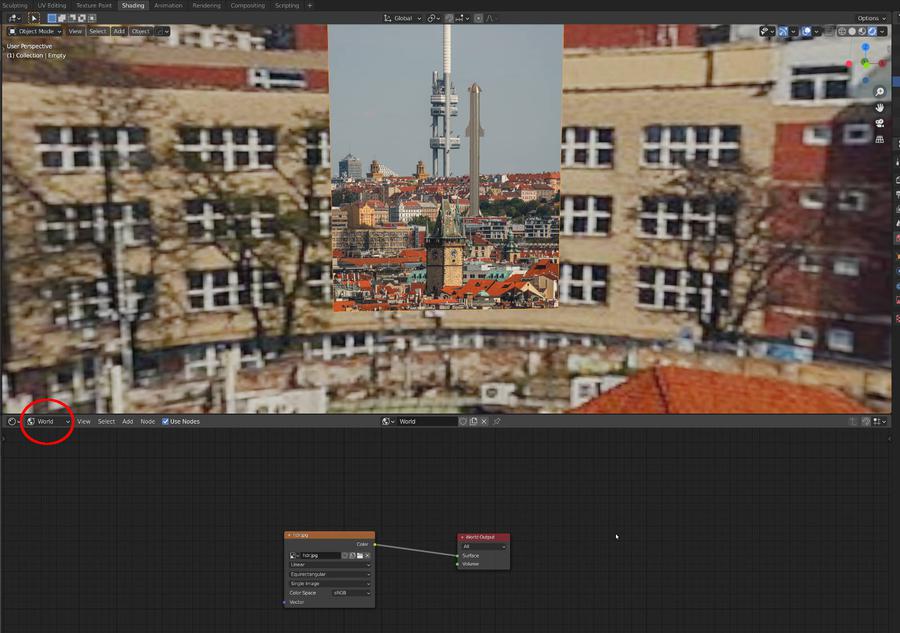 Sculpting UV Editing Texture Paint Shading Animation Rendering Compositing Scripting +
Global Options
Object Mode View Select Add Object
User Perspective
(1) Collection | Empty
World View Select Add Node Use Nodes World
hdr.jpg
Color
hdr.jpg
Linear
Equirectangular
Single Image
Color Space sRGB
Vector
World Output
All
Surface
Volume